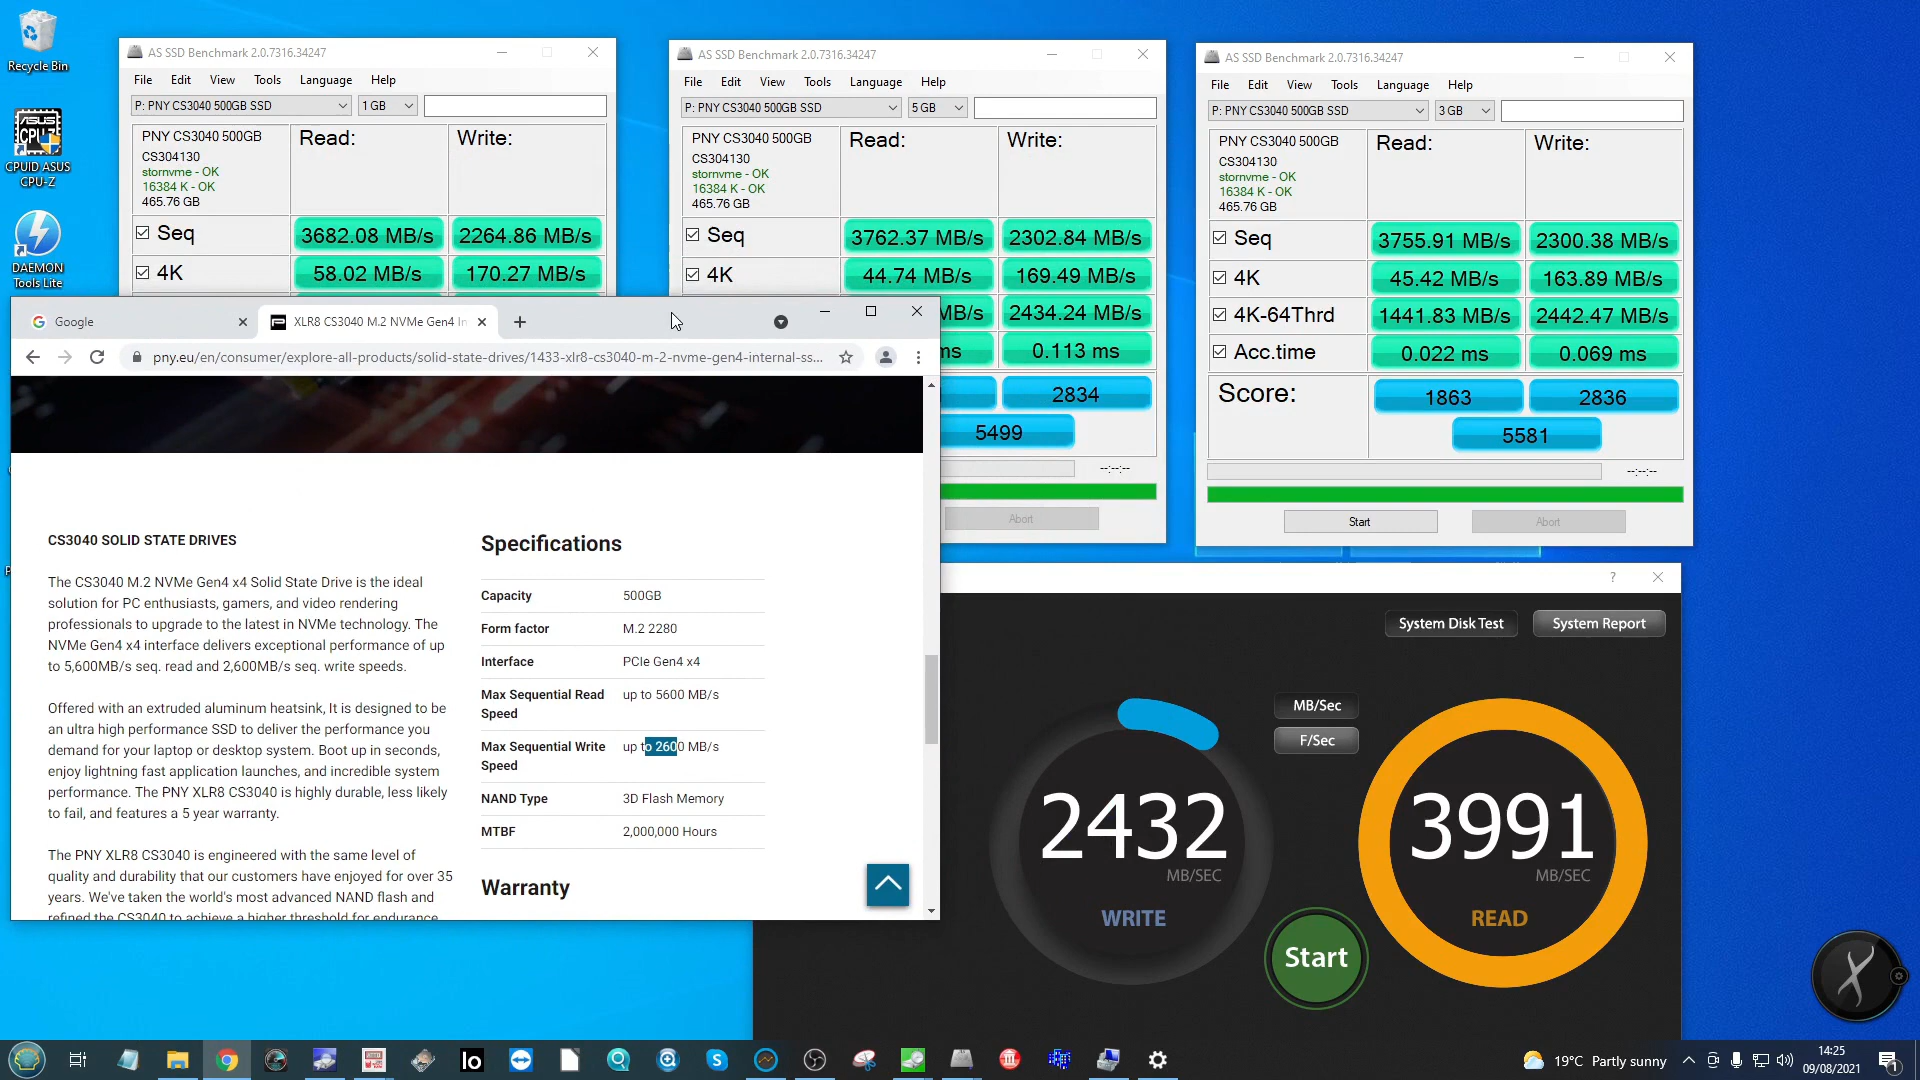 Recycle Bin
CPUID ASUS
CPU-Z
DAEMON
Tools Lite
AS SSD Benchmark 2.0.7316.34247
File Edit View Tools Language Help
P: PNY CS3040 500GB SSD 1 GB
PNY CS3040 500GB
CS304130
stornvme - OK
16384 K - OK
465.76 GB
Read: Write:
Seq 3682.08 MB/s 2264.86 MB/s
4K 58.02 MB/s 170.27 MB/s
AS SSD Benchmark 2.0.7316.34247
File Edit View Tools Language Help
P: PNY CS3040 500GB SSD 5 GB
PNY CS3040 500GB
CS304130
stornvme - OK
16384 K - OK
465.76 GB
Read: Write:
Seq 3762.37 MB/s 2302.84 MB/s
4K 44.74 MB/s 169.49 MB/s
MB/s 2434.24 MB/s
ms 0.113 ms
2834
5499
--:--:--
Abort
AS SSD Benchmark 2.0.7316.34247
File Edit View Tools Language Help
P: PNY CS3040 500GB SSD 3 GB
PNY CS3040 500GB
CS304130
stornvme - OK
16384 K - OK
465.76 GB
Read: Write:
Seq 3755.91 MB/s 2300.38 MB/s
4K 45.42 MB/s 163.89 MB/s
4K-64Thrd 1441.83 MB/s 2442.47 MB/s
Acc.time 0.022 ms 0.069 ms
Score: 1863 2836
5581
--:--:--
Start Abort
Google
XLR8 CS3040 M.2 NVMe Gen4 In
pny.eu/en/consumer/explore-all-products/solid-state-drives/1433-xlr8-cs3040-m-2-nvme-gen4-internal-ss...
CS3040 SOLID STATE DRIVES
The CS3040 M.2 NVMe Gen4 x4 Solid State Drive is the ideal
solution for PC enthusiasts, gamers, and video rendering
professionals to upgrade to the latest in NVMe technology. The
NVMe Gen4 x4 interface delivers exceptional performance of up
to 5,600MB/s seq. read and 2,600MB/s seq. write speeds.
Offered with an extruded aluminum heatsink, It is designed to be
an ultra high performance SSD to deliver the performance you
demand for your laptop or desktop system. Boot up in seconds,
enjoy lightning fast application launches, and incredible system
performance. The PNY XLR8 CS3040 is highly durable, less likely
to fail, and features a 5 year warranty.
The PNY XLR8 CS3040 is engineered with the same level of
quality and durability that our customers have enjoyed for over 35
years. We've taken the world's most advanced NAND flash and
refined the CS3040 to achieve a higher threshold for endurance
Specifications
Capacity 500GB
Form factor M.2 2280
Interface PCIe Gen4 x4
Max Sequential Read up to 5600 MB/s
Speed
Max Sequential Write up to 2600 MB/s
Speed
NAND Type 3D Flash Memory
MTBF 2,000,000 Hours
Warranty
?
System Disk Test System Report
MB/Sec
F/Sec
2432
MB/SEC
WRITE
3991
MB/SEC
READ
Start
Io
19°C Partly sunny
14:25
09/08/2021
1